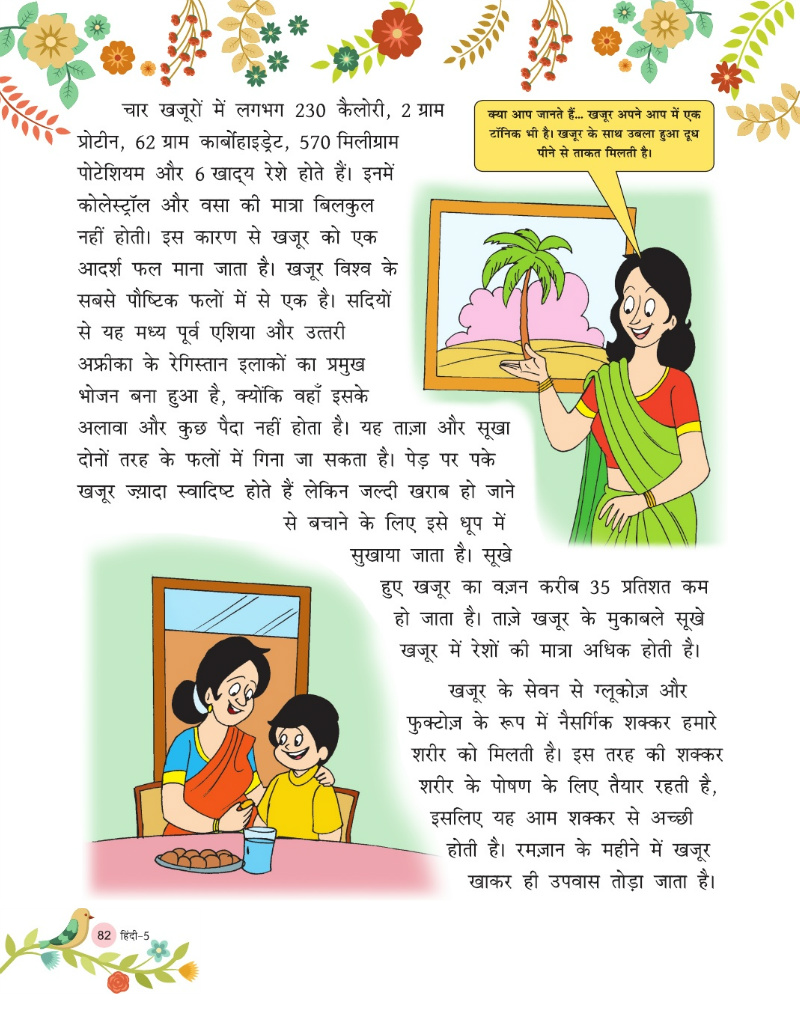 चार खजूरों में लगभग 230 कैलोरी, 2 ग्राम
प्रोटीन, 62 ग्राम कार्बोहाइड्रेट, 570 मिलीग्राम
पोटेशियम और 6 खाद्य रेशे होते हैं। इनमें
कोलेस्ट्रॉल और वसा की मात्रा बिलकुल
नहीं होती। इस कारण से खजूर को एक
आदर्श फल माना जाता है। खजूर विश्व के
सबसे पौष्टिक फलों में से एक है। सदियों
से यह मध्य पूर्व एशिया और उत्तरी
अफ्रीका के रेगिस्तान इलाकों का प्रमुख
भोजन बना हुआ है, क्योंकि वहाँ इसके
अलावा और कुछ पैदा नहीं होता है। यह ताज़ा और सूखा
दोनों तरह के फलों में गिना जा सकता है। पेड़ पर पके
खजूर ज्य़ादा स्वादिष्ट होते हैं लेकिन जल्दी खराब हो जाने
से बचाने के लिए इसे धूप में
सुखाया जाता है। सूखे
हुए खजूर का वज़न करीब 35 प्रतिशत कम
हो जाता है। ताज़े खजूर के मुकाबले सूखे
खजूर में रेशों की मात्रा अधिक होती है।
खजूर के सेवन से ग्लूकोज़ और
फुक्टोज़ के रूप में नैसर्गिक शक्कर हमारे
शरीर को मिलती है। इस तरह की शक्कर
शरीर के पोषण के लिए तैयार रहती है,
इसलिए यह आम शक्कर से अच्छी
होती है। रमज़ान के महीने में खजूर
खाकर ही उपवास तोड़ा जाता है।
क्या आप जानते हैं... खजूर अपने आप में एक
टॉनिक भी है। खजूर के साथ उबला हुआ दूध
पीने से ताकत मिलती है।
82 हिंदी-5